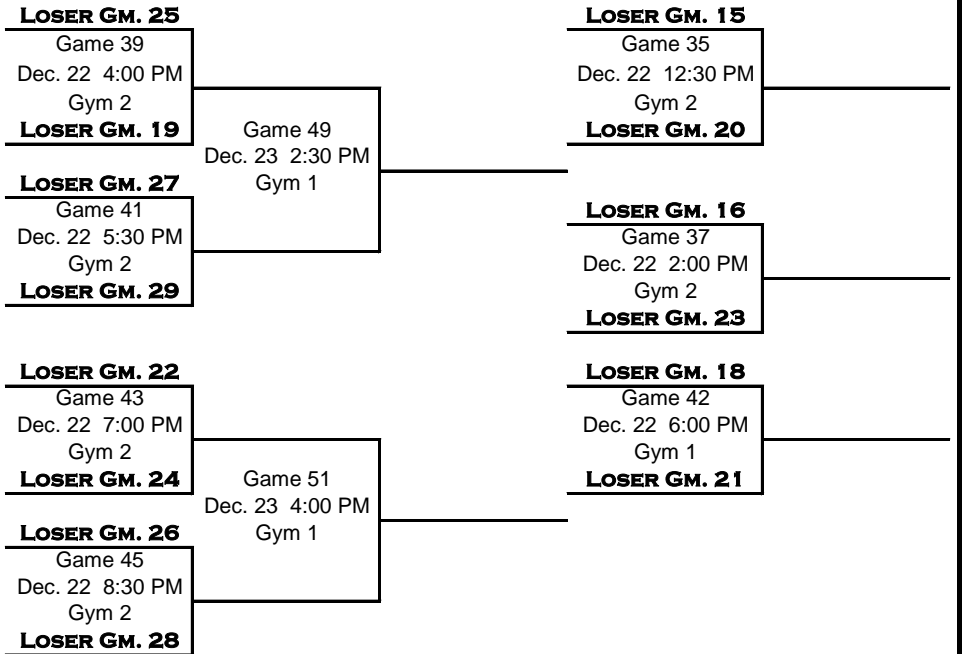 LOSER GM. 25
Game 39
Dec. 22 4:00 PM
Gym 2
LOSER GM. 19
LOSER GM. 27
Game 41
Dec. 22 5:30 PM
Gym 2
LOSER GM. 29
Game 49
Dec. 23 2:30 PM
Gym 1
LOSER GM. 22
Game 43
Dec. 22 7:00 PM
Gym 2
LOSER GM. 24
LOSER GM. 26
Game 45
Dec. 22 8:30 PM
Gym 2
LOSER GM. 28
Game 51
Dec. 23 4:00 PM
Gym 1
LOSER GM. 15
Game 35
Dec. 22 12:30 PM
Gym 2
LOSER GM. 20
LOSER GM. 16
Game 37
Dec. 22 2:00 PM
Gym 2
LOSER GM. 23
LOSER GM. 18
Game 42
Dec. 22 6:00 PM
Gym 1
LOSER GM. 21